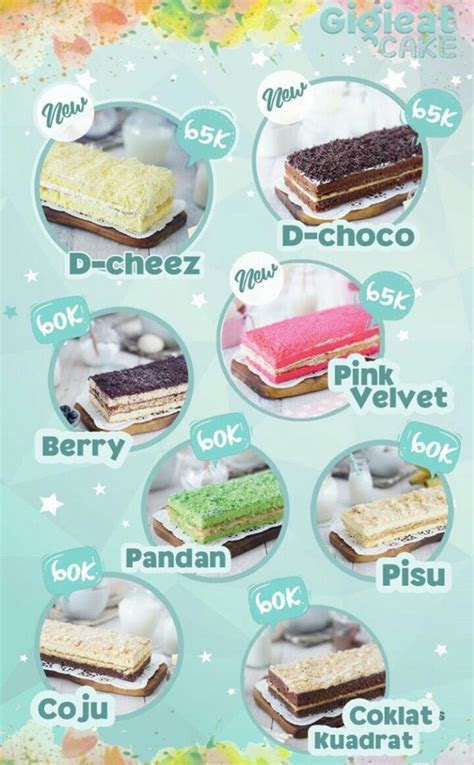 Gigieat
CAKE
New
65K
D-cheez
New
65K
D-choco
60K
Berry
New
65K
Pink
Velvet
60K
Pandan
60K
Pisu
60K
Coju
60K
Coklat
Kuadrat